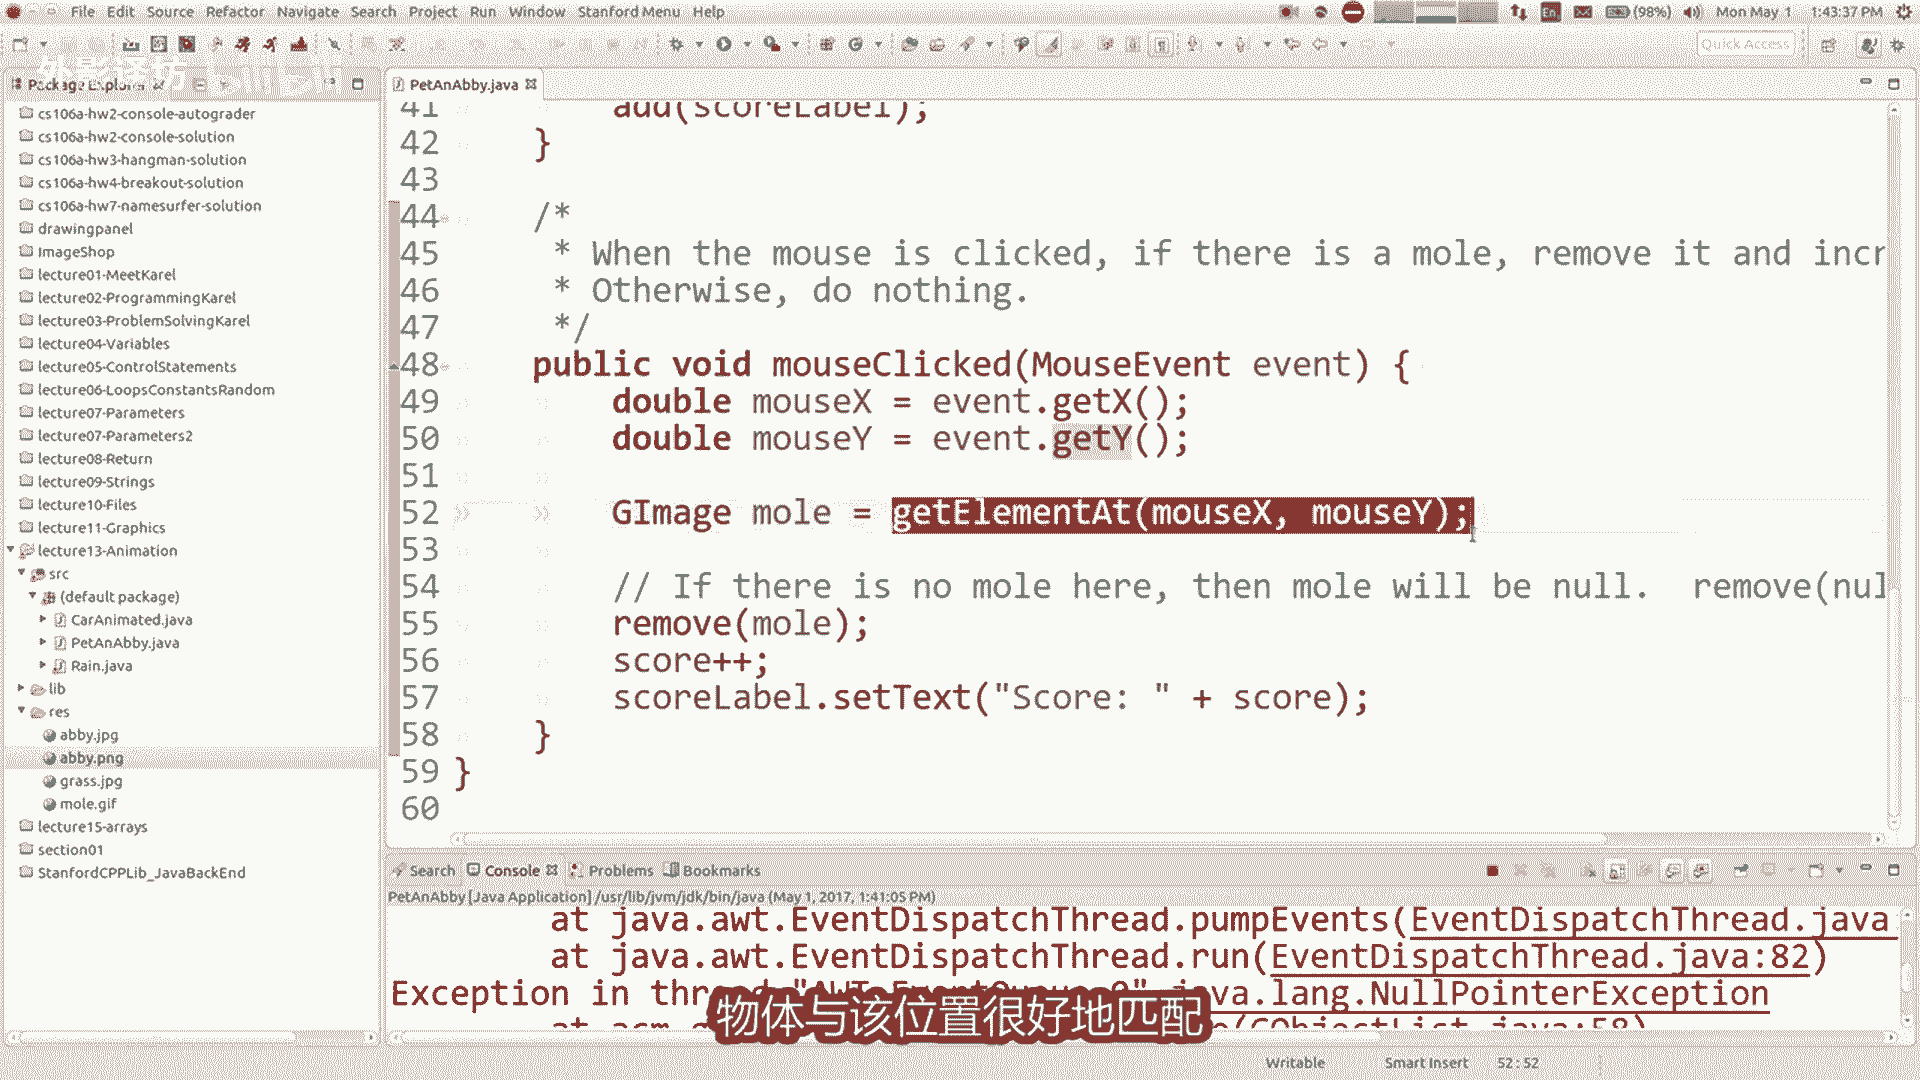 File Edit Source Refactor Navigate Search Project Run Window Stanford Menu Help
En (98%) Mon May 1 1:43:37 PM
Quick Access
Package Explorer
PetAnAbby.java
cs106a-hw2-console-autograder
cs106a-hw2-console-solution
cs106a-hw3-hangman-solution
cs106a-hw4-breakout-solution
cs106a-hw7-namesurfer-solution
drawingpanel
ImageShop
lecture01-MeetKarel
lecture02-ProgrammingKarel
lecture03-ProblemSolvingKarel
lecture04-Variables
lecture05-ControlStatements
lecture06-LoopsConstantsRandom
lecture07-Parameters
lecture07-Parameters2
lecture08-Return
lecture09-Strings
lecture10-Files
lecture11-Graphics
lecture13-Animation
src
(default package)
CarAnimated.java
PetAnAbby.java
Rain.java
lib
res
abby.jpg
abby.png
grass.jpg
mole.gif
lecture15-arrays
section01
StanfordCPPLib_JavaBackEnd
41 add(scoreLabel);
42 }
43
44 /*
45 * When the mouse is clicked, if there is a mole, remove it and incr
46 * Otherwise, do nothing.
47 */
48 public void mouseClicked(MouseEvent event) {
49 double mouseX = event.getX();
50 double mouseY = event.getY();
51
52 GImage mole = getElementAt(mouseX, mouseY);
53
54 // If there is no mole here, then mole will be null. remove(nul
55 remove(mole);
56 score++;
57 scoreLabel.setText("Score: " + score);
58 }
59 }
60
Search Console Problems Bookmarks
PetAnAbby [Java Application] /usr/lib/jvm/jdk/bin/java (May 1, 2017, 1:41:05 PM)
at java.awt.EventDispatchThread.pumpEvents(EventDispatchThread.java
at java.awt.EventDispatchThread.run(EventDispatchThread.java:82)
Exception in thread "AWT-EventQueue-0" java.lang.NullPointerException
物体与该位置很好地匹配
Writable Smart Insert 52:52